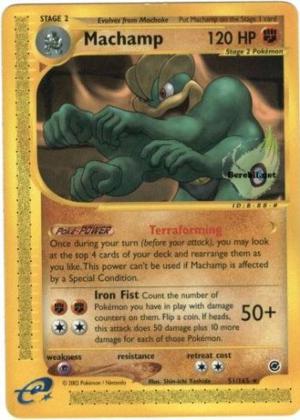 STAGE 2
Evolves from Machoke
Put Machamp on the Stage 1 card
Machamp
120 HP
Stage 2 Pokémon
Serebii.net
POKé-POWER Terraforming
Once during your turn (before your attack), you may look
at the top 4 cards of your deck and rearrange them as
you like. This power can't be used if Machamp is affected
by a Special Condition.
Iron Fist Count the number of
Pokémon you have in play with damage
counters on them. Flip a coin. If heads,
this attack does 50 damage plus 10 more
damage for each of those Pokémon.
50+
weakness
resistance
retreat cost
© 2002 Pokémon / Nintendo
Illus. Shin-ichi Yoshida
51/165
e